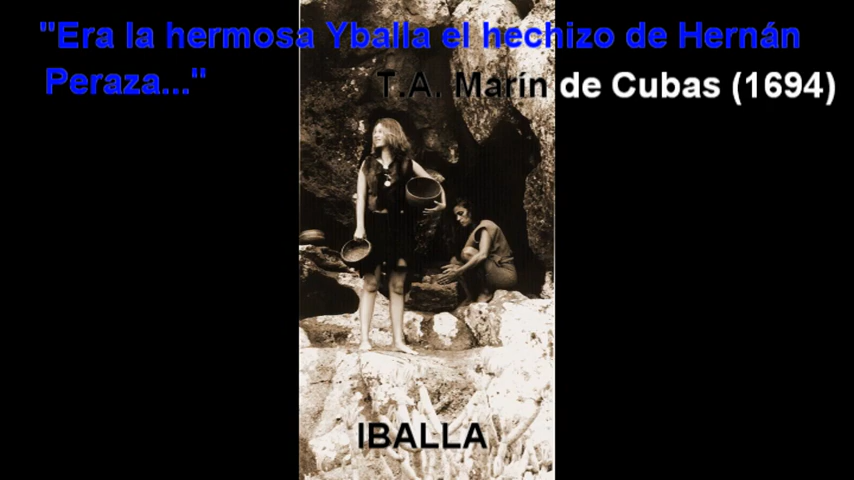 "Era la hermosa Yballa el hechizo de Hernán
Peraza..."
T.A. Marín de Cubas (1694)
IBALLA